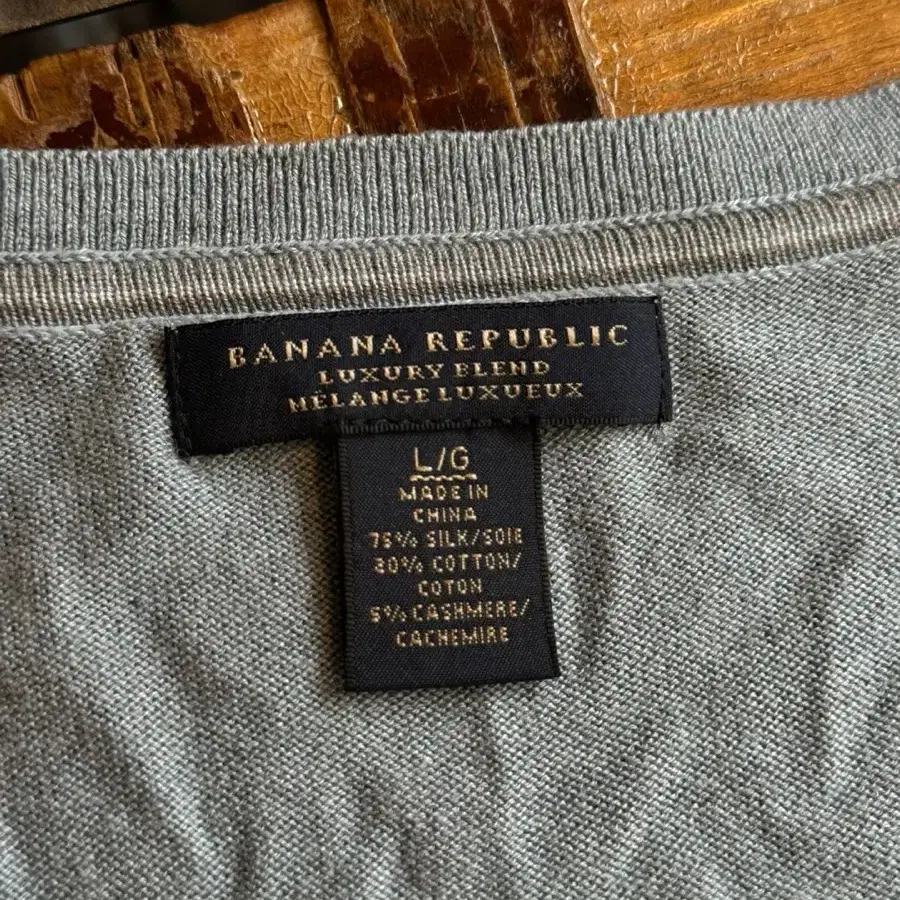 BANANA REPUBLIC
LUXURY BLEND
MÉLANGE LUXUEUX
L/G
MADE IN
CHINA
75% SILK/SOIE
20% COTTON/
COTON
5% CASHMERE/
CACHEMIRE